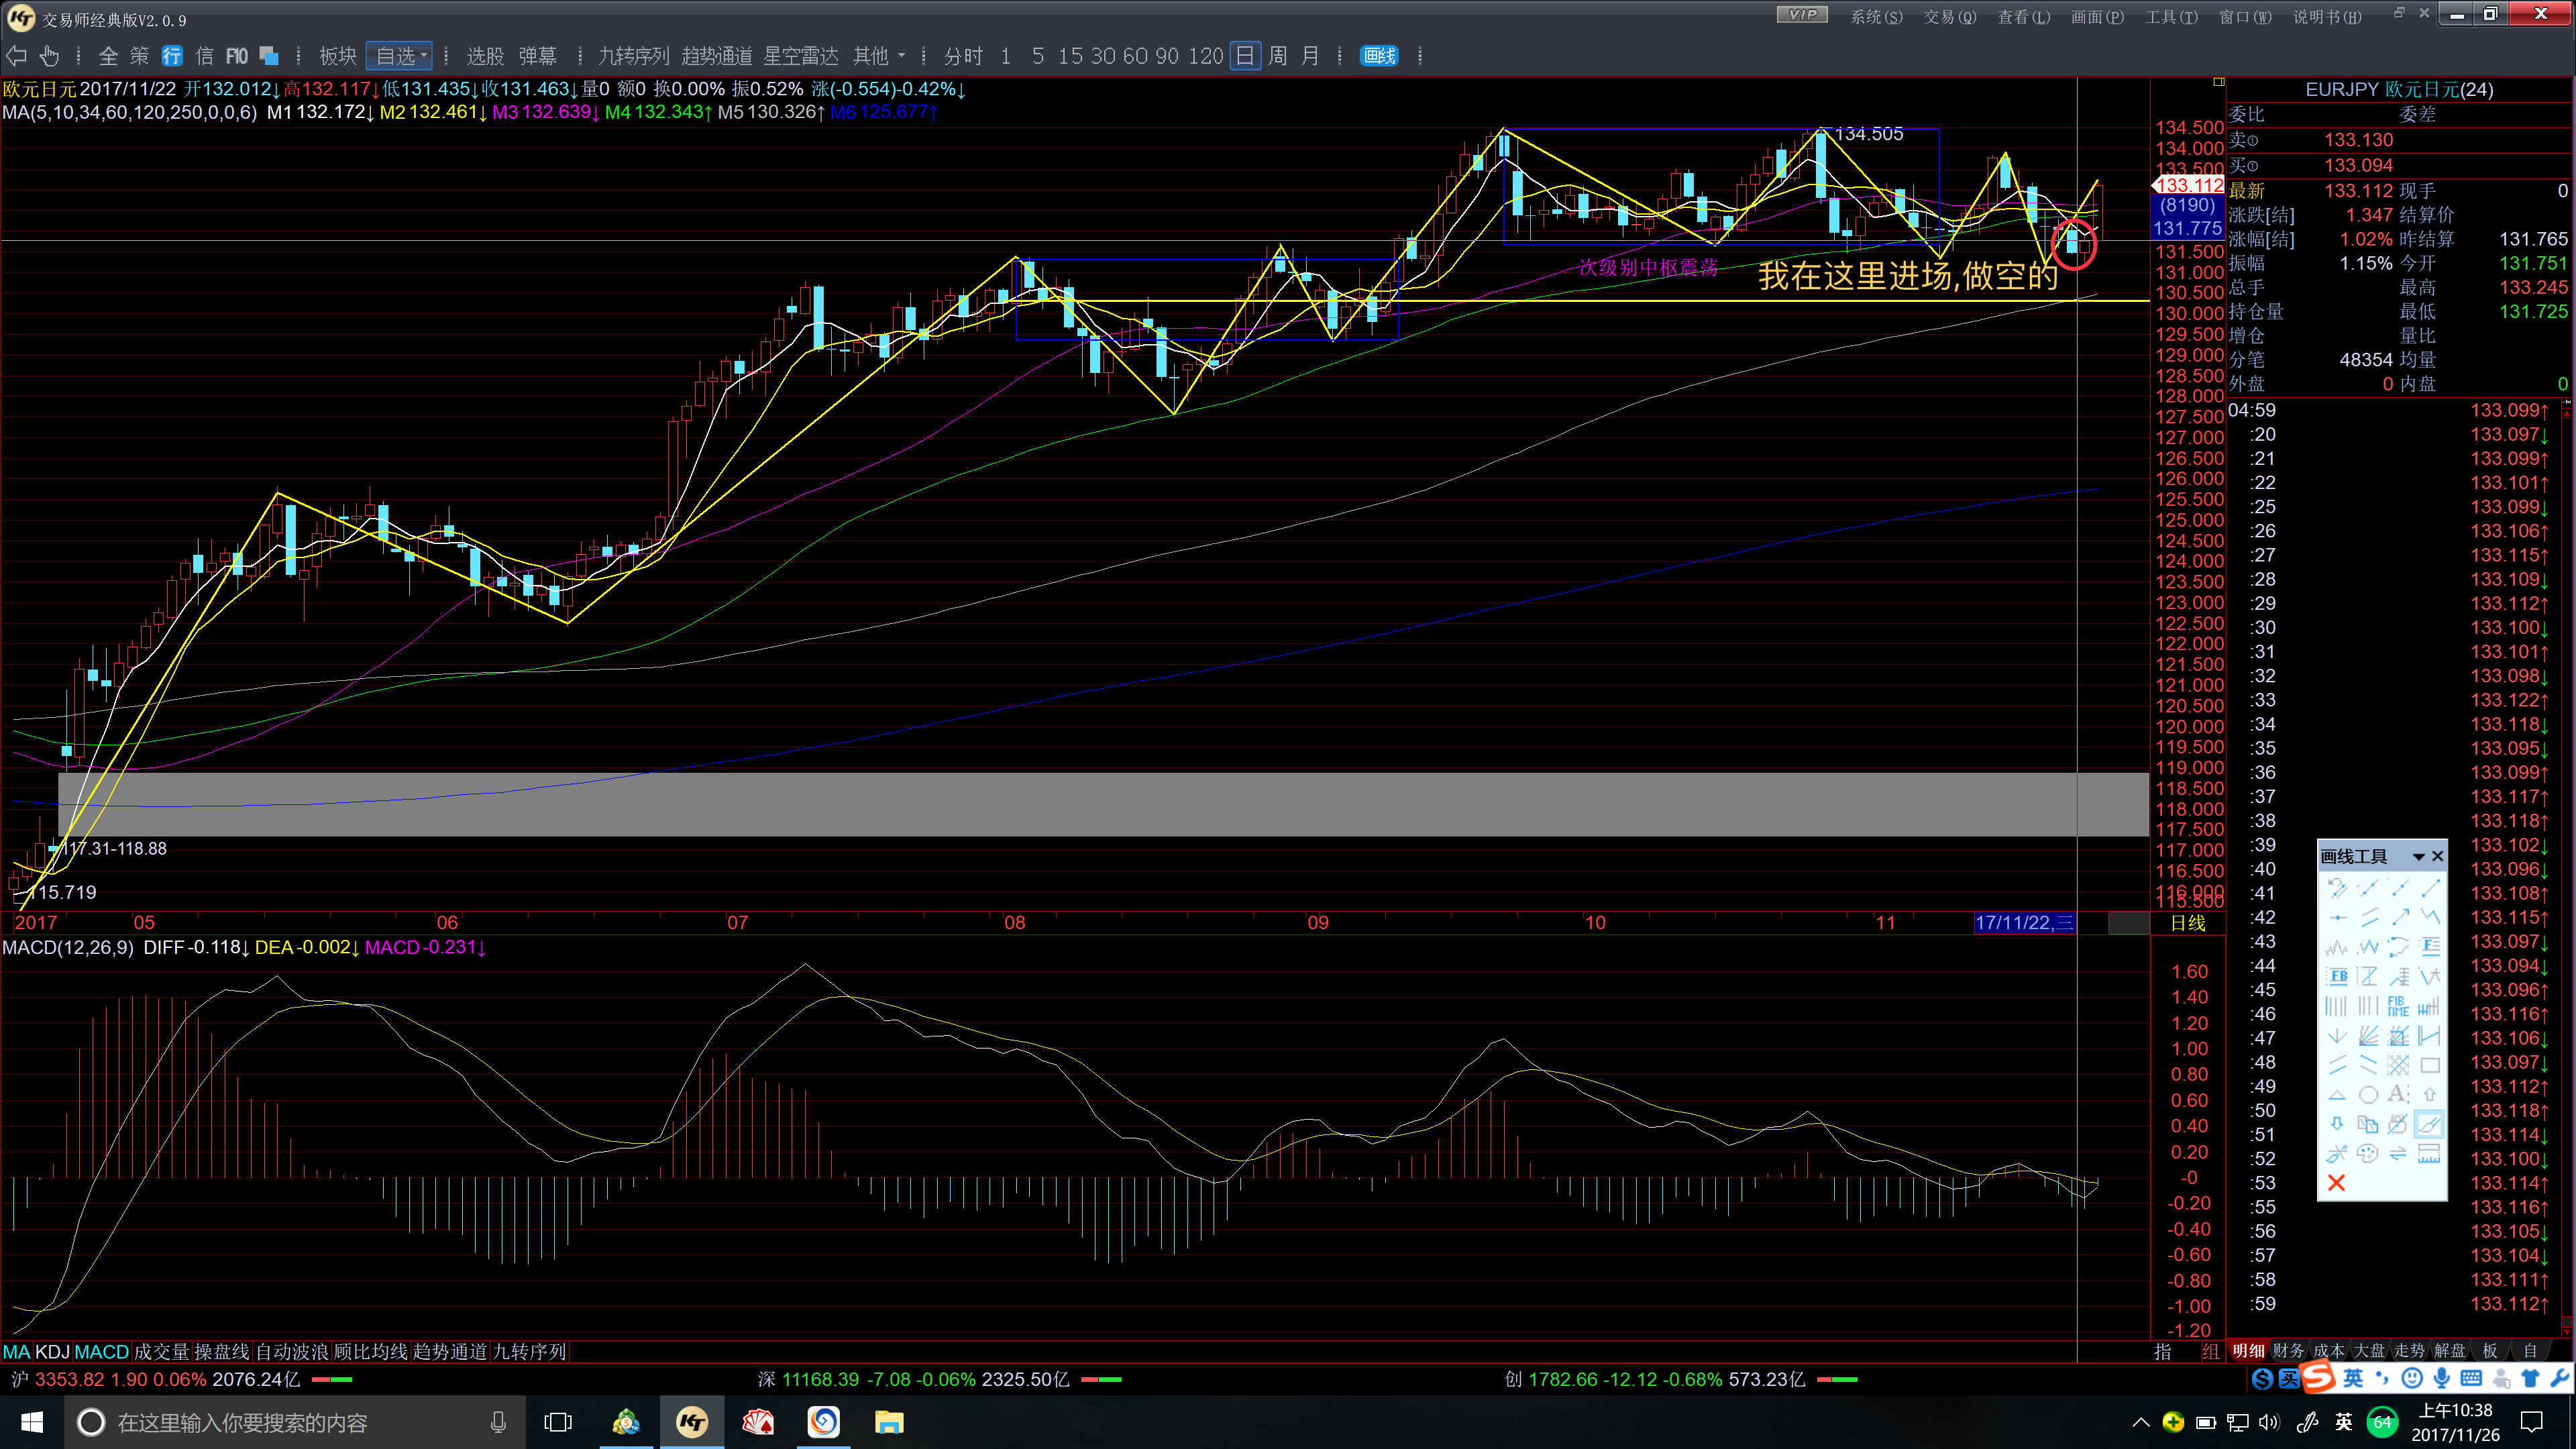 交易师经典版V2.0.9
VIP 系统(S) 交易(Q) 查看(L) 画面(P) 工具(T) 窗口(W) 说明书(H)
全 策 行 信 F10 板块 自选 选股 弹幕 九转序列 趋势通道 星空雷达 其他 分时 1 5 15 30 60 90 120 日 周 月 画线
欧元日元 2017/11/22 开132.012↓高132.117↓低131.435↓收131.463↓量0 额0 换0.00% 振0.52% 涨(-0.554)-0.42%↓
MA(5,10,34,60,120,250,0,0,6) M1 132.172↓ M2 132.461↓ M3 132.639↓ M4 132.343↑ M5 130.326↑ M6 125.677↑
134.505
次级别中枢震荡
我在这里进场,做空的
117.31-118.88
115.719
134.500
134.000
133.500
133.112
(8190)
131.775
131.500
131.000
130.500
130.000
129.500
129.000
128.500
128.000
127.500
127.000
126.500
126.000
125.500
125.000
124.500
124.000
123.500
123.000
122.500
122.000
121.500
121.000
120.500
120.000
119.500
119.000
118.500
118.000
117.500
117.000
116.500
116.000
115.500
2017 05 06 07 08 09 10 11 17/11/22,三 日线
MACD(12,26,9) DIFF-0.118↓ DEA-0.002↓ MACD-0.231↓
1.60
1.40
1.20
1.00
0.80
0.60
0.40
0.20
-0
-0.20
-0.40
-0.60
-0.80
-1.00
-1.20
MA KDJ MACD 成交量 操盘线 自动波浪 顾比均线 趋势通道 九转序列
指 组
EURJPY 欧元日元(24)
委比 委差
卖① 133.130
买① 133.094
最新 133.112 现手 0
涨跌[结] 1.347 结算价
涨幅[结] 1.02% 昨结算 131.765
振幅 1.15% 今开 131.751
总手 最高 133.245
持仓量 最低 131.725
增仓 量比
分笔 48354 均量
外盘 0 内盘 0
04:59 133.099↑
:20 133.097↓
:21 133.099↑
:22 133.101↑
:25 133.099↓
:26 133.106↑
:27 133.115↑
:28 133.109↓
:29 133.112↑
:30 133.100↓
:31 133.101↑
:32 133.098↓
:33 133.122↑
:34 133.118↓
:35 133.095↓
:36 133.099↑
:37 133.117↑
:38 133.118↑
:39 133.102↓
:40 133.096↓
:41 133.108↑
:42 133.115↑
:43 133.097↓
:44 133.094↓
:45 133.096↑
:46 133.116↑
:47 133.106↓
:48 133.097↓
:49 133.112↑
:50 133.118↑
:51 133.114↓
:52 133.100↓
:53 133.114↑
:55 133.116↑
:56 133.105↓
:57 133.104↓
:58 133.111↑
:59 133.112↑
画线工具
F
FB
FIB
TIME
A
明细 财务 成本 大盘 走势 解盘 板 自
沪 3353.82 1.90 0.06% 2076.24亿
深 11168.39 -7.08 -0.06% 2325.50亿
创 1782.66 -12.12 -0.68% 573.23亿
英
在这里输入你要搜索的内容
英 64 上午10:38
2017/11/26